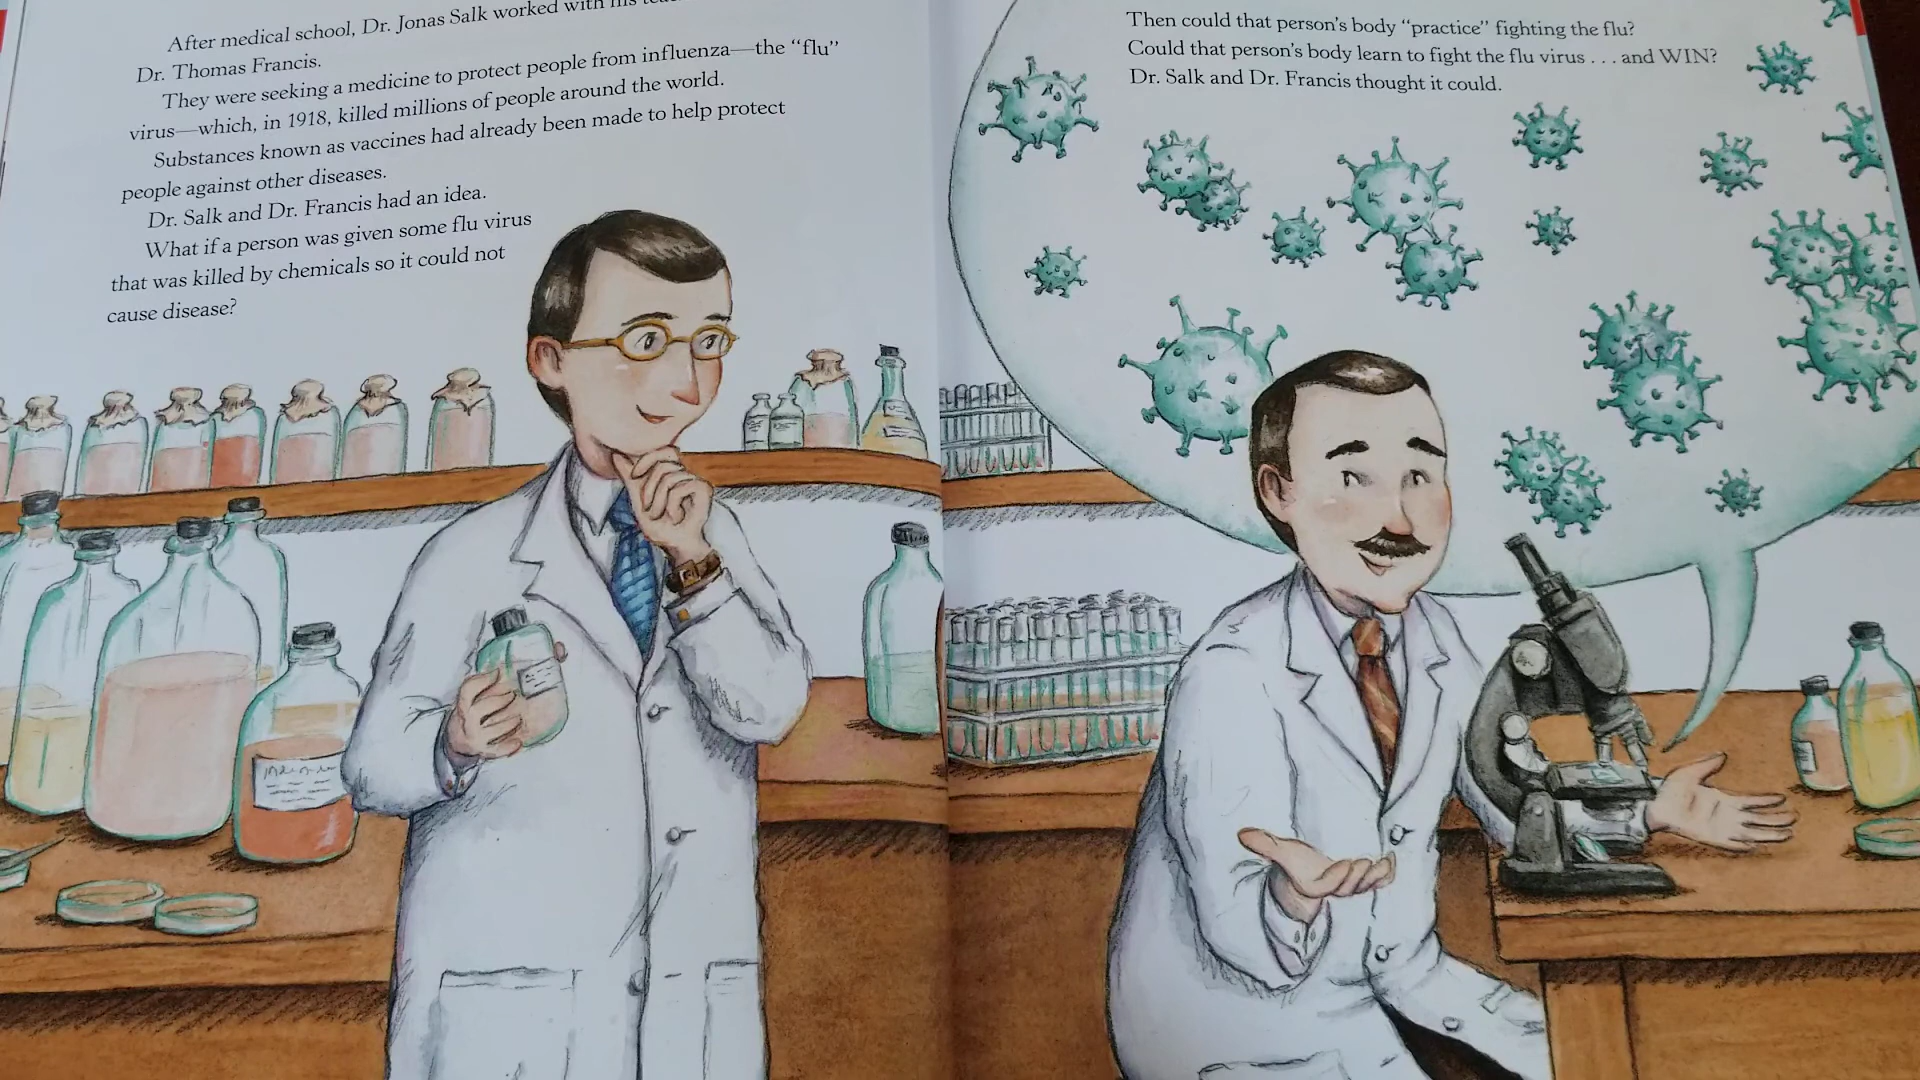 After medical school, Dr. Jonas Salk worked with his
Dr. Thomas Francis.
They were seeking a medicine to protect people from influenza—the “flu”
virus—which, in 1918, killed millions of people around the world.
Substances known as vaccines had already been made to help protect
people against other diseases.
Dr. Salk and Dr. Francis had an idea.
What if a person was given some flu virus
that was killed by chemicals so it could not
cause disease?
Then could that person’s body “practice” fighting the flu?
Could that person’s body learn to fight the flu virus . . . and WIN?
Dr. Salk and Dr. Francis thought it could.